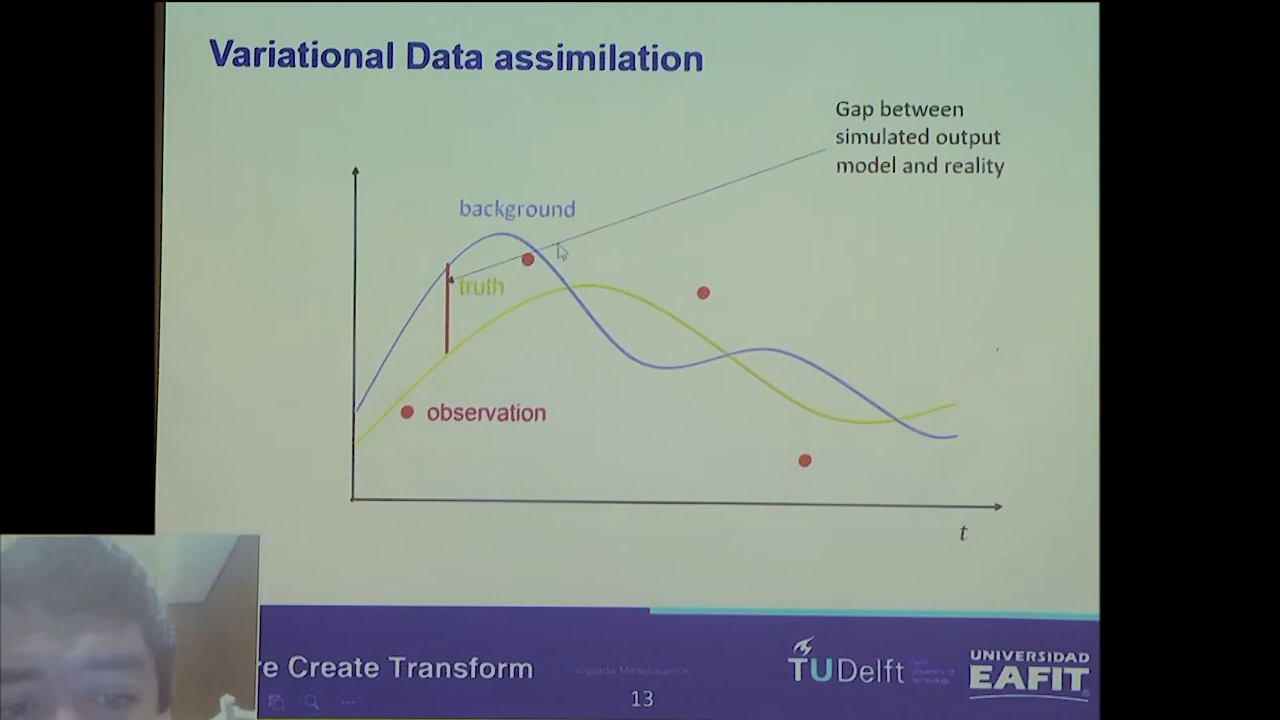 Variational Data assimilation
Gap between
simulated output
model and reality
background
truth
observation
t
re Create Transform
Vigilada Mineducación
13
TUDelft
UNIVERSIDAD
EAFIT